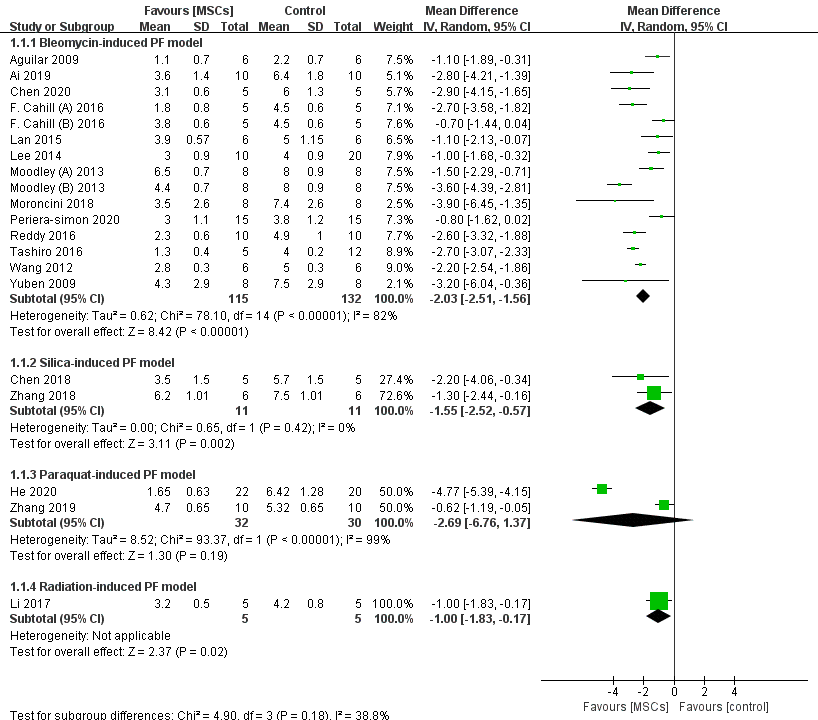 Favours [MSCs] Control Mean Difference Mean Difference
Study or Subgroup Mean SD Total Mean SD Total Weight IV, Random, 95% CI IV, Random, 95% CI
1.1.1 Bleomycin-induced PF model
Aguilar 2009 1.1 0.7 6 2.2 0.7 6 7.5% -1.10 [-1.89, -0.31]
Ai 2019 3.6 1.4 10 6.4 1.8 10 5.1% -2.80 [-4.21, -1.39]
Chen 2020 3.1 0.6 5 6 1.3 5 5.7% -2.90 [-4.15, -1.65]
F. Cahill (A) 2016 1.8 0.8 5 4.5 0.6 5 7.1% -2.70 [-3.58, -1.82]
F. Cahill (B) 2016 3.8 0.6 5 4.5 0.6 5 7.7% -0.70 [-1.44, 0.04]
Lan 2015 3.9 0.57 6 5 1.15 6 6.5% -1.10 [-2.13, -0.07]
Lee 2014 3 0.9 10 4 0.9 20 7.9% -1.00 [-1.68, -0.32]
Moodley (A) 2013 6.5 0.7 8 8 0.9 8 7.5% -1.50 [-2.29, -0.71]
Moodley (B) 2013 4.4 0.7 8 8 0.9 8 7.5% -3.60 [-4.39, -2.81]
Moroncini 2018 3.5 2.6 8 7.4 2.6 8 2.5% -3.90 [-6.45, -1.35]
Periera-simon 2020 3 1.1 15 3.8 1.2 15 7.4% -0.80 [-1.62, 0.02]
Reddy 2016 2.3 0.6 10 4.9 1 10 7.7% -2.60 [-3.32, -1.88]
Tashiro 2016 1.3 0.4 5 4 0.2 12 8.9% -2.70 [-3.07, -2.33]
Wang 2012 2.8 0.3 6 5 0.3 6 9.0% -2.20 [-2.54, -1.86]
Yuben 2009 4.3 2.9 8 7.5 2.9 8 2.2% -3.20 [-6.04, -0.36]
Subtotal (95% CI) 115 132 100.0% -2.03 [-2.51, -1.56]
Heterogeneity: Tau² = 0.62; Chi² = 78.10, df = 14 (P < 0.00001); I² = 82%
Test for overall effect: Z = 8.42 (P < 0.00001)
1.1.2 Silica-induced PF model
Chen 2018 3.5 1.5 5 5.7 1.5 5 27.4% -2.20 [-4.06, -0.34]
Zhang 2018 6.2 1.01 6 7.5 1.01 6 72.6% -1.30 [-2.44, -0.16]
Subtotal (95% CI) 11 11 100.0% -1.55 [-2.52, -0.57]
Heterogeneity: Tau² = 0.00; Chi² = 0.65, df = 1 (P = 0.42); I² = 0%
Test for overall effect: Z = 3.11 (P = 0.002)
1.1.3 Paraquat-induced PF model
He 2020 1.65 0.63 22 6.42 1.28 20 50.0% -4.77 [-5.39, -4.15]
Zhang 2019 4.7 0.65 10 5.32 0.65 10 50.0% -0.62 [-1.19, -0.05]
Subtotal (95% CI) 32 30 100.0% -2.69 [-6.76, 1.37]
Heterogeneity: Tau² = 8.52; Chi² = 93.37, df = 1 (P < 0.00001); I² = 99%
Test for overall effect: Z = 1.30 (P = 0.19)
1.1.4 Radiation-induced PF model
Li 2017 3.2 0.5 5 4.2 0.8 5 100.0% -1.00 [-1.83, -0.17]
Subtotal (95% CI) 5 5 100.0% -1.00 [-1.83, -0.17]
Heterogeneity: Not applicable
Test for overall effect: Z = 2.37 (P = 0.02)
-4 -2 0 2 4
Favours [MSCs] Favours [control]
Test for subgroup differences: Chi² = 4.90, df = 3 (P = 0.18), I² = 38.8%